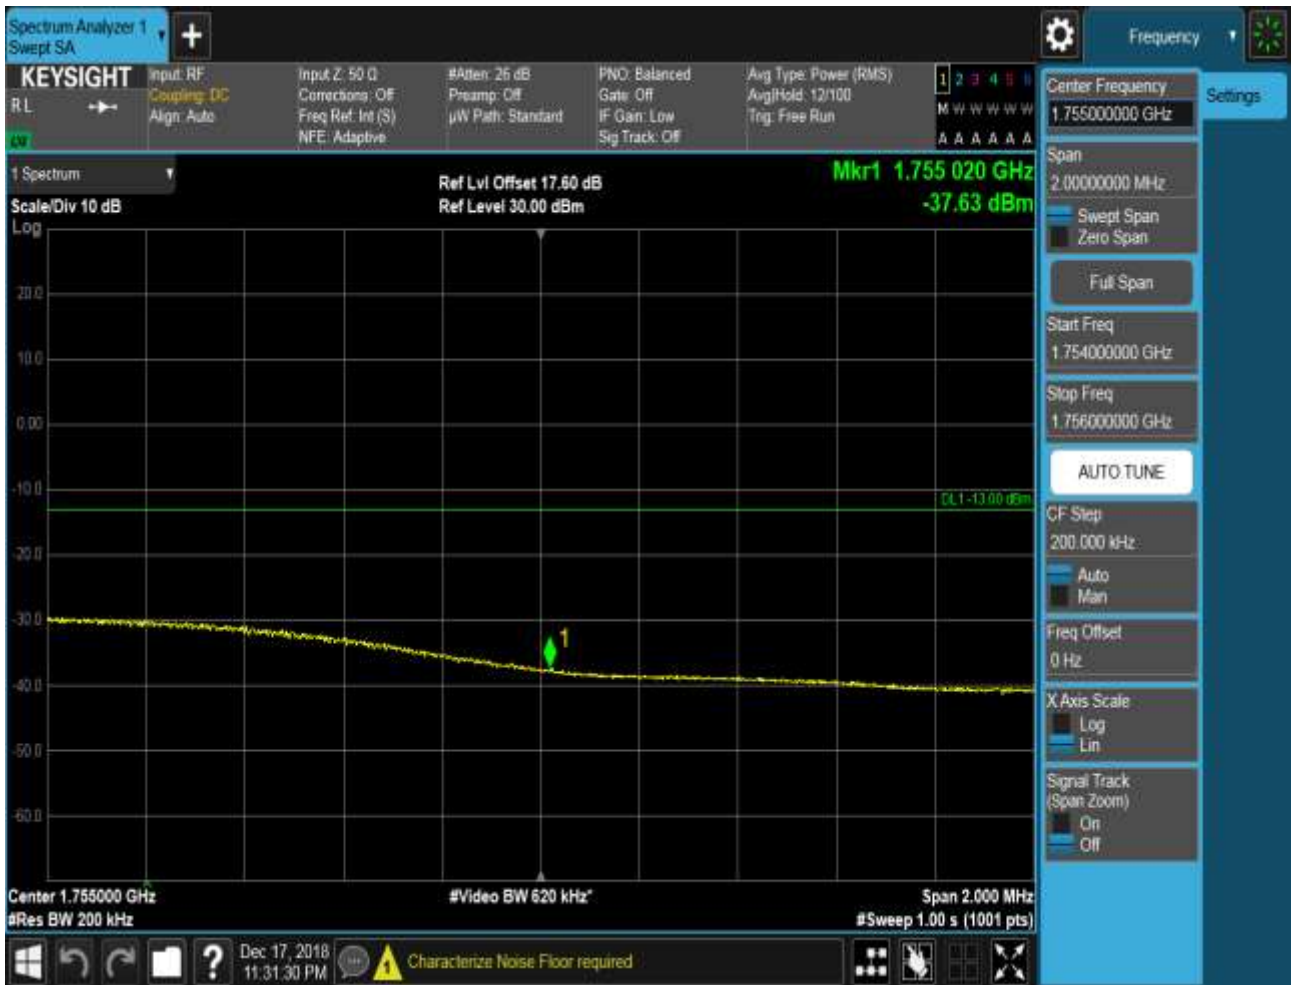 Spectrum Analyzer 1
Swept SA
+
Frequency
KEYSIGHT
R L
Input: RF
Coupling: DC
Align: Auto
Input Z: 50 Ω
Corrections: Off
Freq Ref: Int (S)
NFE: Adaptive
#Atten: 26 dB
Preamp: Off
µW Path: Standard
PNO: Balanced
Gate: Off
IF Gain: Low
Sig Track: Off
Avg Type: Power (RMS)
Avg|Hold: 12/100
Trig: Free Run
1 2 3 4 5 6
M W W W W W
A A A A A A
1 Spectrum
Scale/Div 10 dB
Log
Ref Lvl Offset 17.60 dB
Ref Level 30.00 dBm
Mkr1 1.755 020 GHz
-37.63 dBm
20.0
10.0
0.00
-10.0
-20.0
-30.0
-40.0
-50.0
-60.0
DL1 -13.00 dBm
1
Center 1.755000 GHz
#Res BW 200 kHz
#Video BW 620 kHz*
Span 2.000 MHz
#Sweep 1.00 s (1001 pts)
Center Frequency
1.755000000 GHz
Settings
Span
2.00000000 MHz
Swept Span
Zero Span
Full Span
Start Freq
1.754000000 GHz
Stop Freq
1.756000000 GHz
AUTO TUNE
CF Step
200.000 kHz
Auto
Man
Freq Offset
0 Hz
X Axis Scale
Log
Lin
Signal Track
(Span Zoom)
On
Off
?
Dec 17, 2018
11:31:30 PM
1
Characterize Noise Floor required